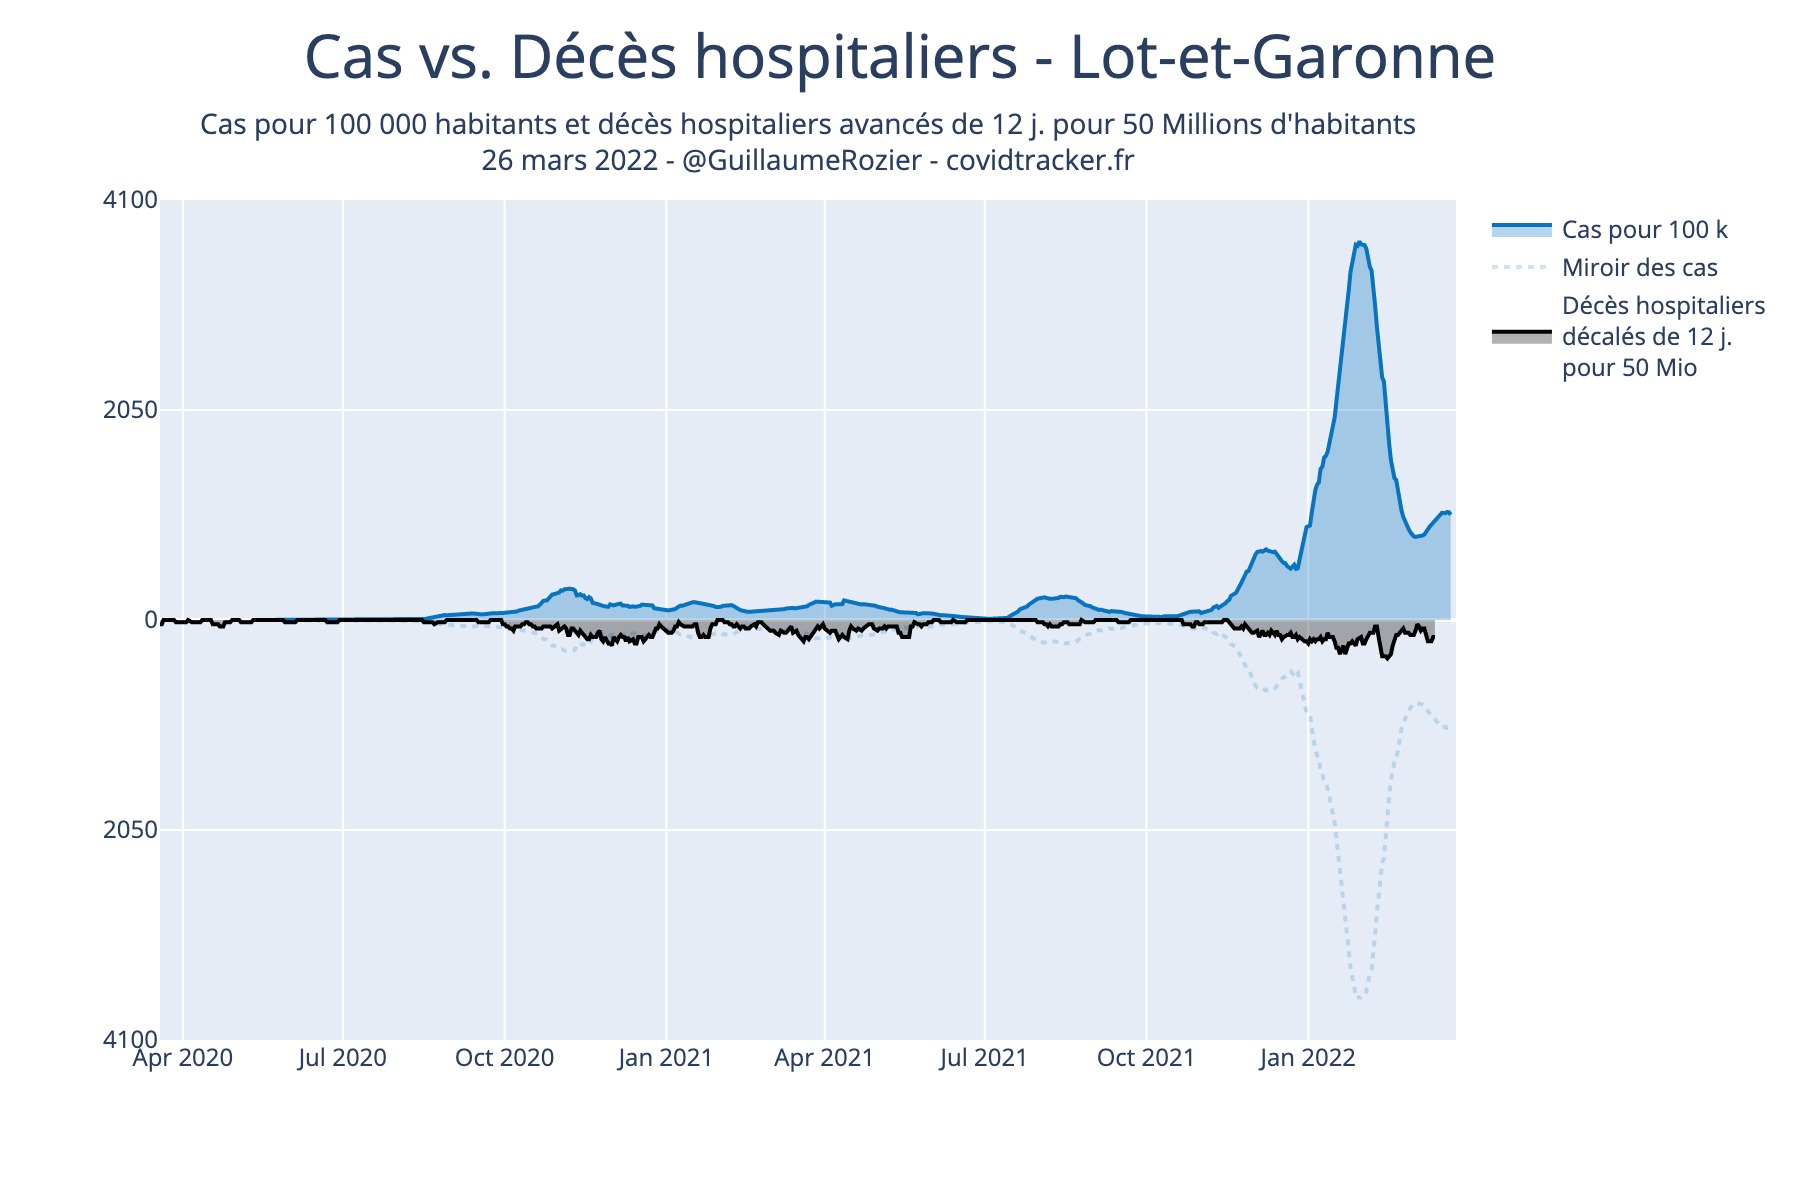 Cas vs. Décès hospitaliers - Lot-et-Garonne
Cas pour 100 000 habitants et décès hospitaliers avancés de 12 j. pour 50 Millions d'habitants
26 mars 2022 - @GuillaumeRozier - covidtracker.fr
4100
2050
0
2050
4100
Apr 2020
Jul 2020
Oct 2020
Jan 2021
Apr 2021
Jul 2021
Oct 2021
Jan 2022
Cas pour 100 k
Miroir des cas
Décès hospitaliers
décalés de 12 j.
pour 50 Mio